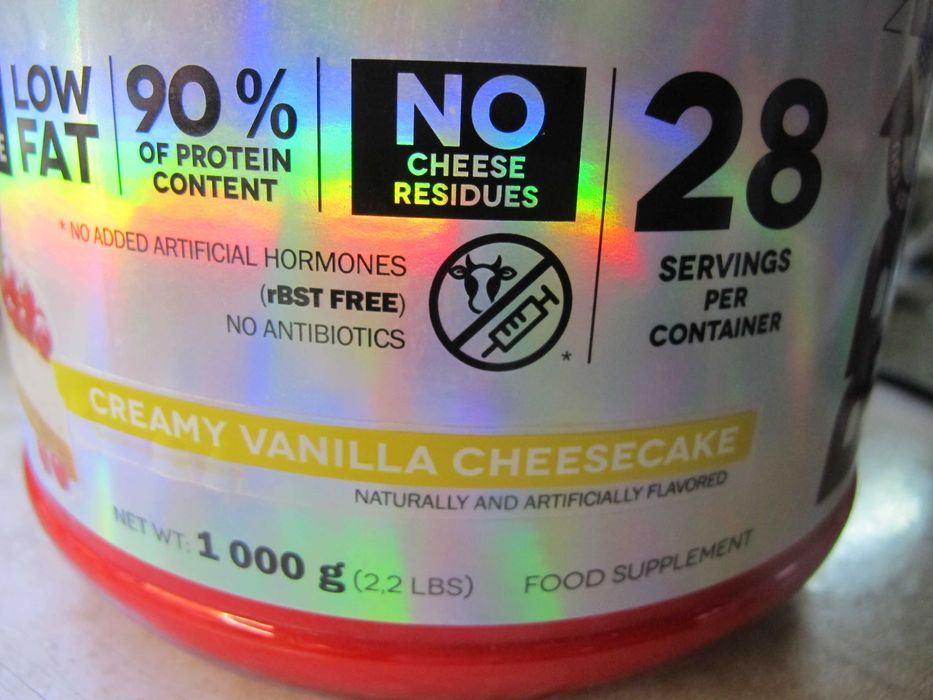 LOW
FAT
90 %
OF PROTEIN
CONTENT
NO
CHEESE
RESIDUES
28
SERVINGS
PER
CONTAINER
* NO ADDED ARTIFICIAL HORMONES
(rBST FREE)
NO ANTIBIOTICS
*
CREAMY VANILLA CHEESECAKE
NATURALLY AND ARTIFICIALLY FLAVORED
NET WT: 1 000 g (2,2 LBS)
FOOD SUPPLEMENT